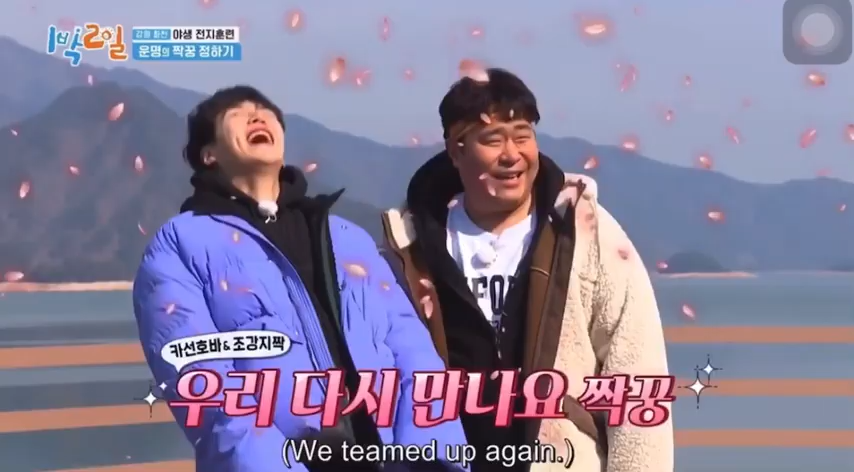 1박2일
강원 화천 야생 전지훈련
운명의 짝꿍 정하기
FO
카선호바&조강지짝
우리 다시 만나요 짝꿍
(We teamed up again.)